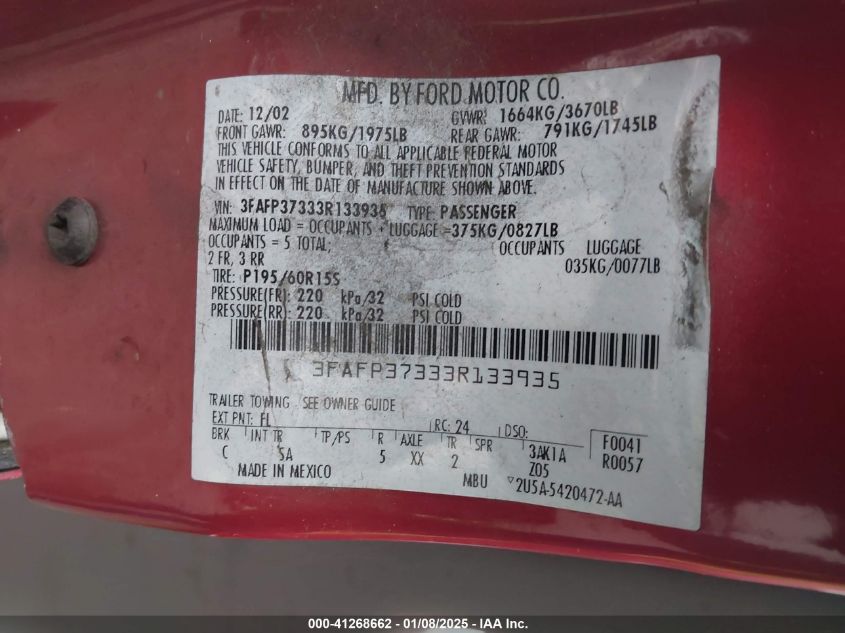 MFD. BY FORD MOTOR CO.
DATE: 12/02 GVWR: 1664KG/3670LB
FRONT GAWR: 895KG/1975LB REAR GAWR: 791KG/1745LB
THIS VEHICLE CONFORMS TO ALL APPLICABLE FEDERAL MOTOR
VEHICLE SAFETY, BUMPER, AND THEFT PREVENTION STANDARDS
IN EFFECT ON THE DATE OF MANUFACTURE SHOWN ABOVE.
VIN: 3FAFP37333R133935 TYPE: PASSENGER
MAXIMUM LOAD = OCCUPANTS + LUGGAGE =375KG/0827LB
OCCUPANTS = 5 TOTAL; OCCUPANTS LUGGAGE
2 FR, 3 RR 035KG/0077LB
TIRE: P195/60R15S
PRESSURE(FR): 220 kPa/32 PSI COLD
PRESSURE(RR): 220 kPa/32 PSI COLD
3FAFP37333R133935
TRAILER TOWING SEE OWNER GUIDE
EXT PNT: FL RC: 24 DSO: F0041
BRK INT TR TP/PS R AXLE TR SPR 3AK1A R0057
C 5A 5 XX 2 Z05
MADE IN MEXICO MBU 2U5A-5420472-AA
000-41268662 - 01/08/2025 - IAA Inc.